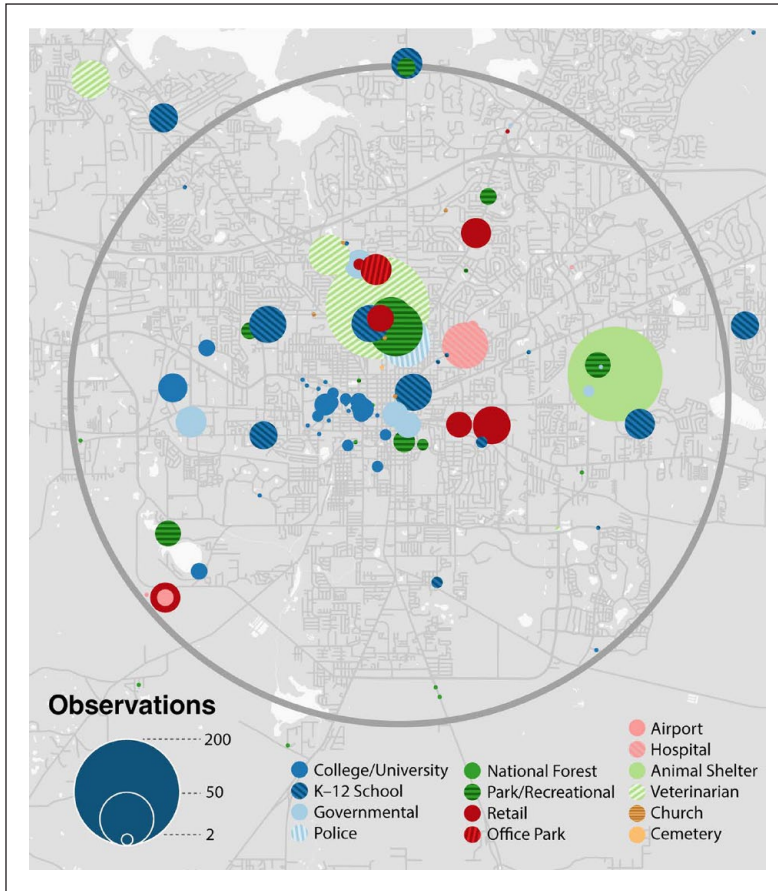 Observations
200
50
2
College/University
K–12 School
Governmental
Police
National Forest
Park/Recreational
Retail
Office Park
Airport
Hospital
Animal Shelter
Veterinarian
Church
Cemetery